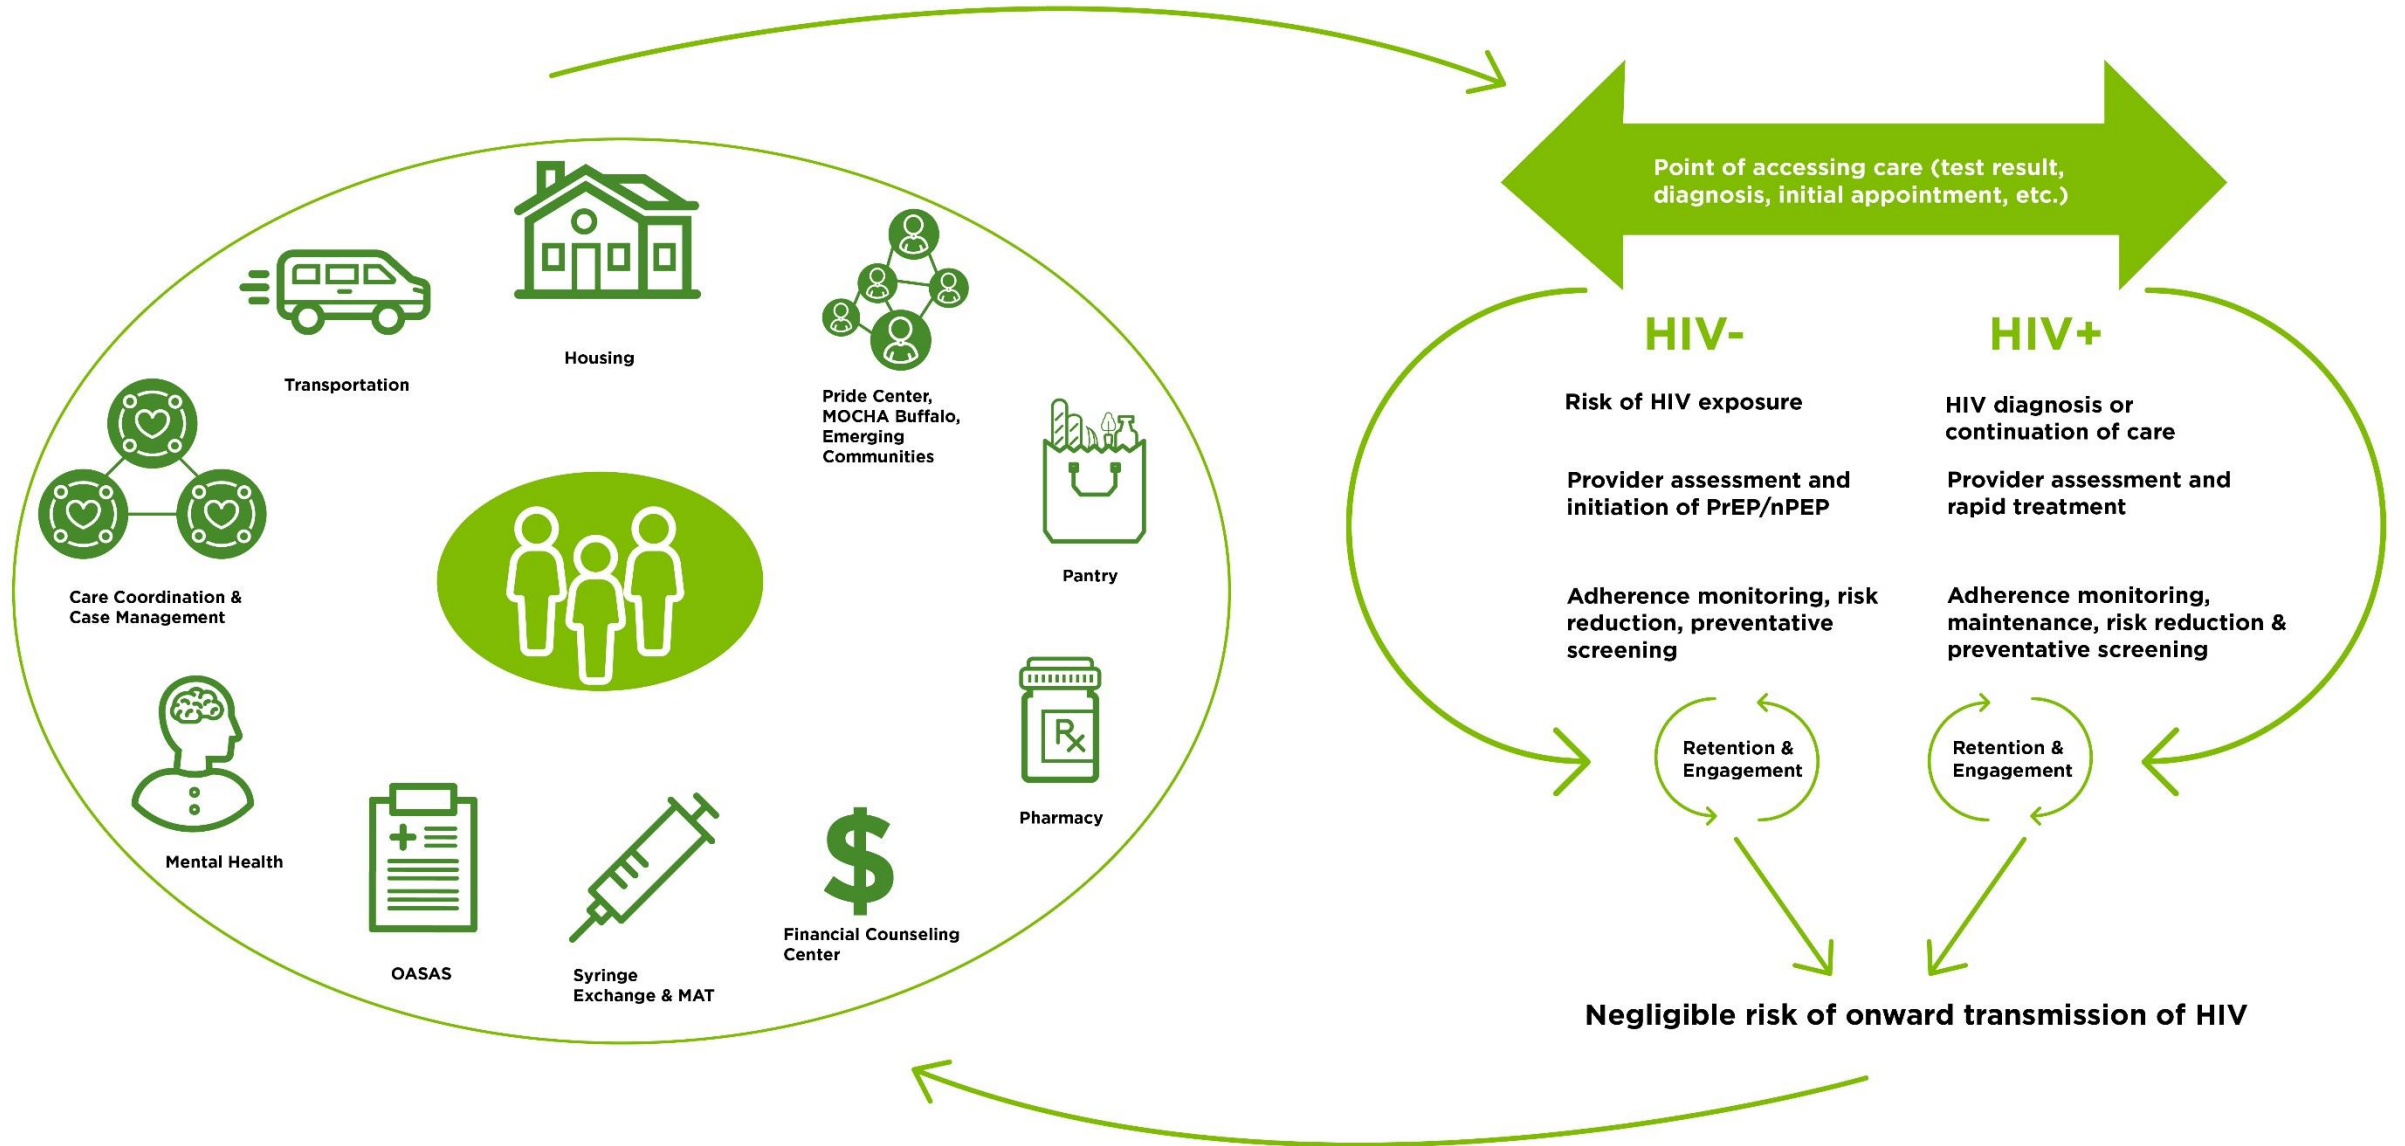 Point of accessing care (test result,
diagnosis, initial appointment, etc.)
Housing
Transportation
Pride Center,
MOCHA Buffalo,
Emerging
Communities
Pantry
Care Coordination &
Case Management
Rx
Pharmacy
Mental Health
$
Financial Counseling
Center
OASAS
Syringe
Exchange & MAT
HIV-
Risk of HIV exposure
Provider assessment and
initiation of PrEP/nPEP
Adherence monitoring, risk
reduction, preventative
screening
Retention &
Engagement
HIV+
HIV diagnosis or
continuation of care
Provider assessment and
rapid treatment
Adherence monitoring,
maintenance, risk reduction &
preventative screening
Retention &
Engagement
Negligible risk of onward transmission of HIV